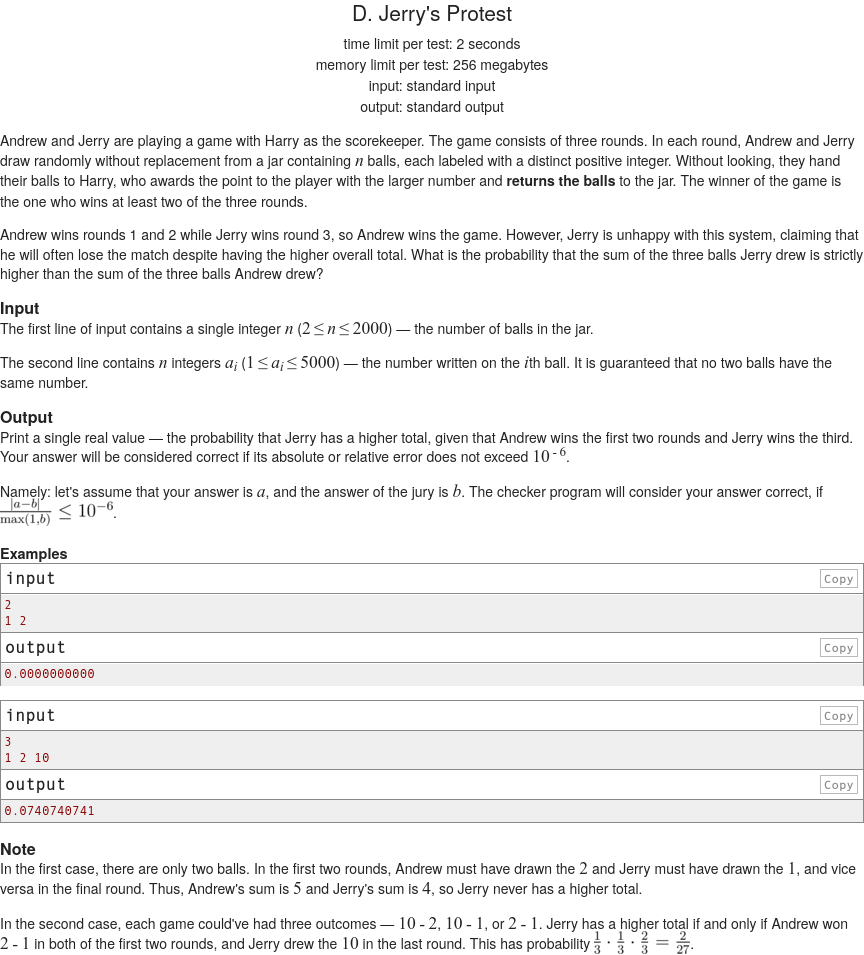 D. Jerry's Protest
time limit per test: 2 seconds
memory limit per test: 256 megabytes
input: standard input
output: standard output
Andrew and Jerry are playing a game with Harry as the scorekeeper. The game consists of three rounds. In each round, Andrew and Jerry
draw randomly without replacement from a jar containing n balls, each labeled with a distinct positive integer. Without looking, they hand
their balls to Harry, who awards the point to the player with the larger number and returns the balls to the jar. The winner of the game is
the one who wins at least two of the three rounds.
Andrew wins rounds 1 and 2 while Jerry wins round 3, so Andrew wins the game. However, Jerry is unhappy with this system, claiming that
he will often lose the match despite having the higher overall total. What is the probability that the sum of the three balls Jerry drew is strictly
higher than the sum of the three balls Andrew drew?
Input
The first line of input contains a single integer n (2 ≤ n ≤ 2000) — the number of balls in the jar.
The second line contains n integers a_i (1 ≤ a_i ≤ 5000) — the number written on the ith ball. It is guaranteed that no two balls have the
same number.
Output
Print a single real value — the probability that Jerry has a higher total, given that Andrew wins the first two rounds and Jerry wins the third.
Your answer will be considered correct if its absolute or relative error does not exceed 10^{-6}.
Namely: let's assume that your answer is a, and the answer of the jury is b. The checker program will consider your answer correct, if
|a−b| / max(1,b) ≤ 10^{−6}.
Examples
input
Copy
2
1 2
output
Copy
0.0000000000
input
Copy
3
1 2 10
output
Copy
0.0740740741
Note
In the first case, there are only two balls. In the first two rounds, Andrew must have drawn the 2 and Jerry must have drawn the 1, and vice
versa in the final round. Thus, Andrew's sum is 5 and Jerry's sum is 4, so Jerry never has a higher total.
In the second case, each game could've had three outcomes — 10 - 2, 10 - 1, or 2 - 1. Jerry has a higher total if and only if Andrew won
2 - 1 in both of the first two rounds, and Jerry drew the 10 in the last round. This has probability 1/3 · 1/3 · 2/3 = 2/27.